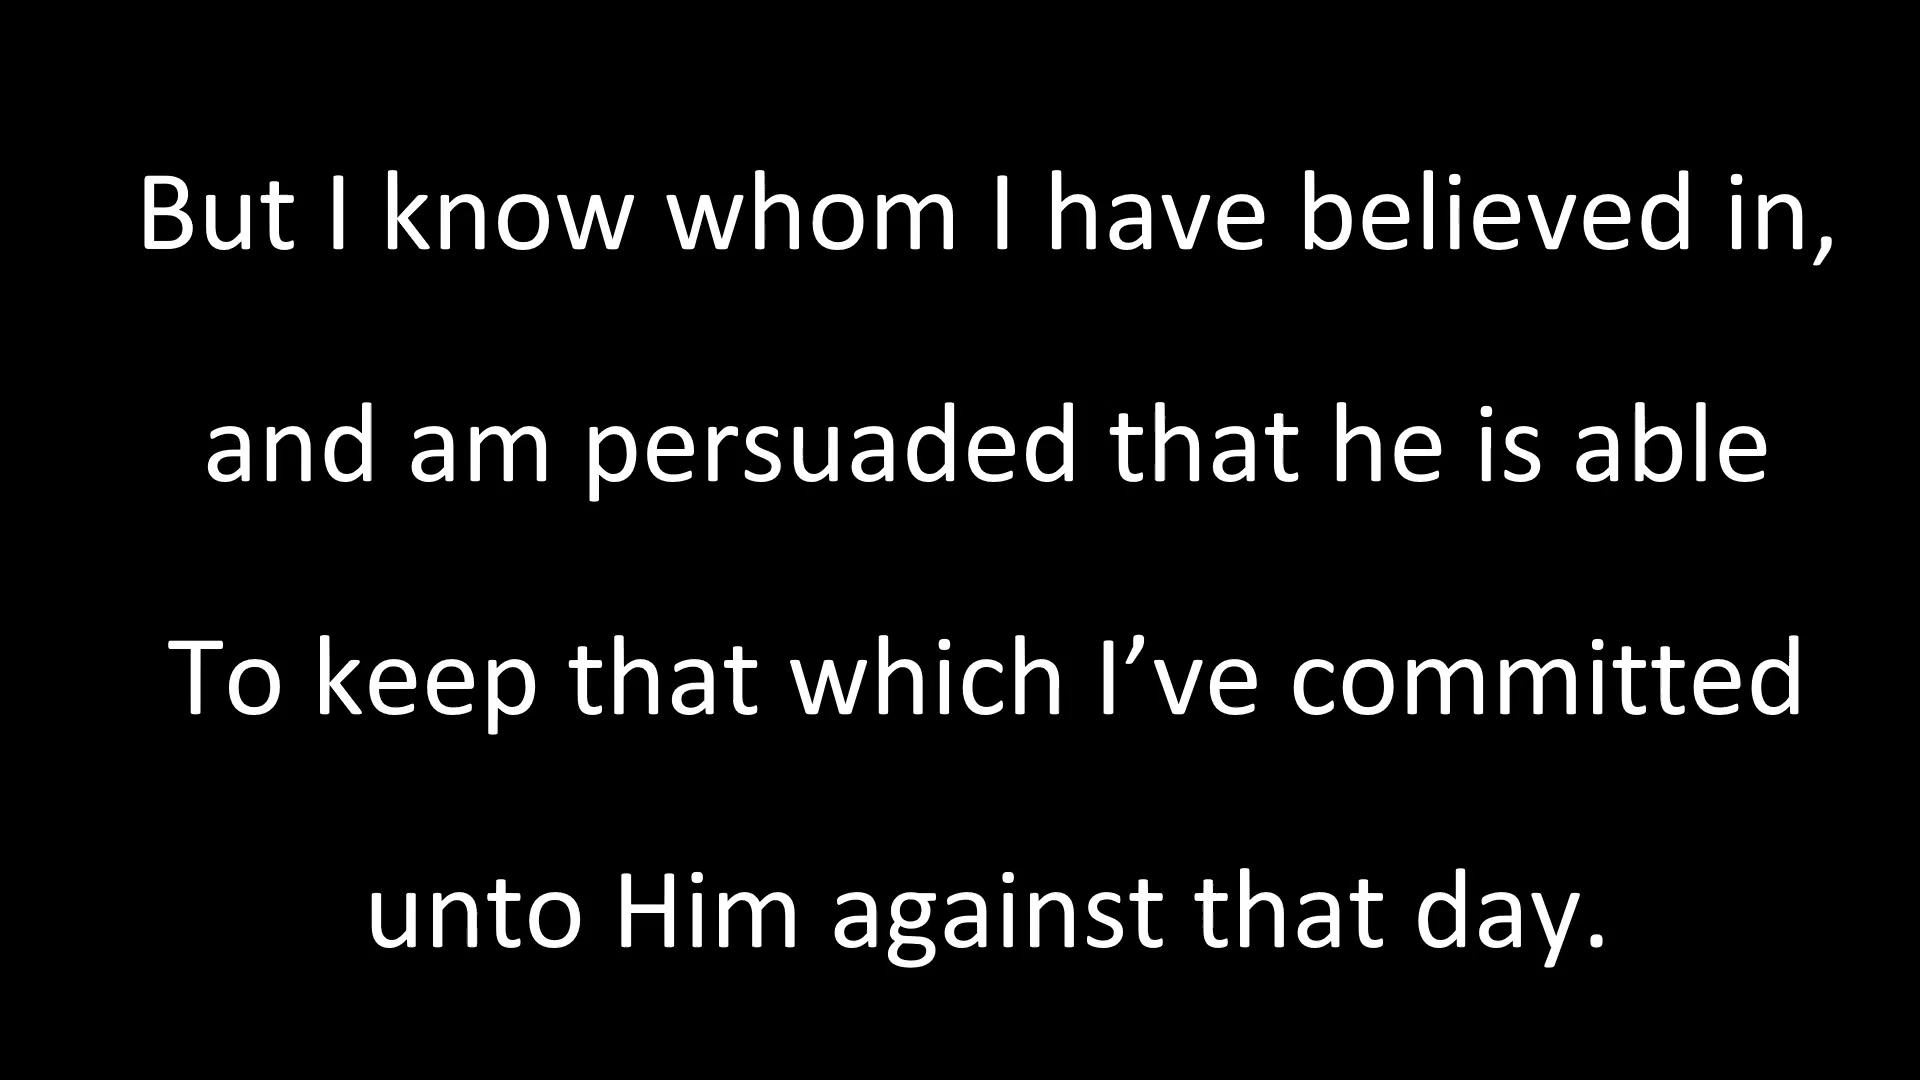 But I know whom I have believed in,
and am persuaded that he is able
To keep that which I’ve committed
unto Him against that day.